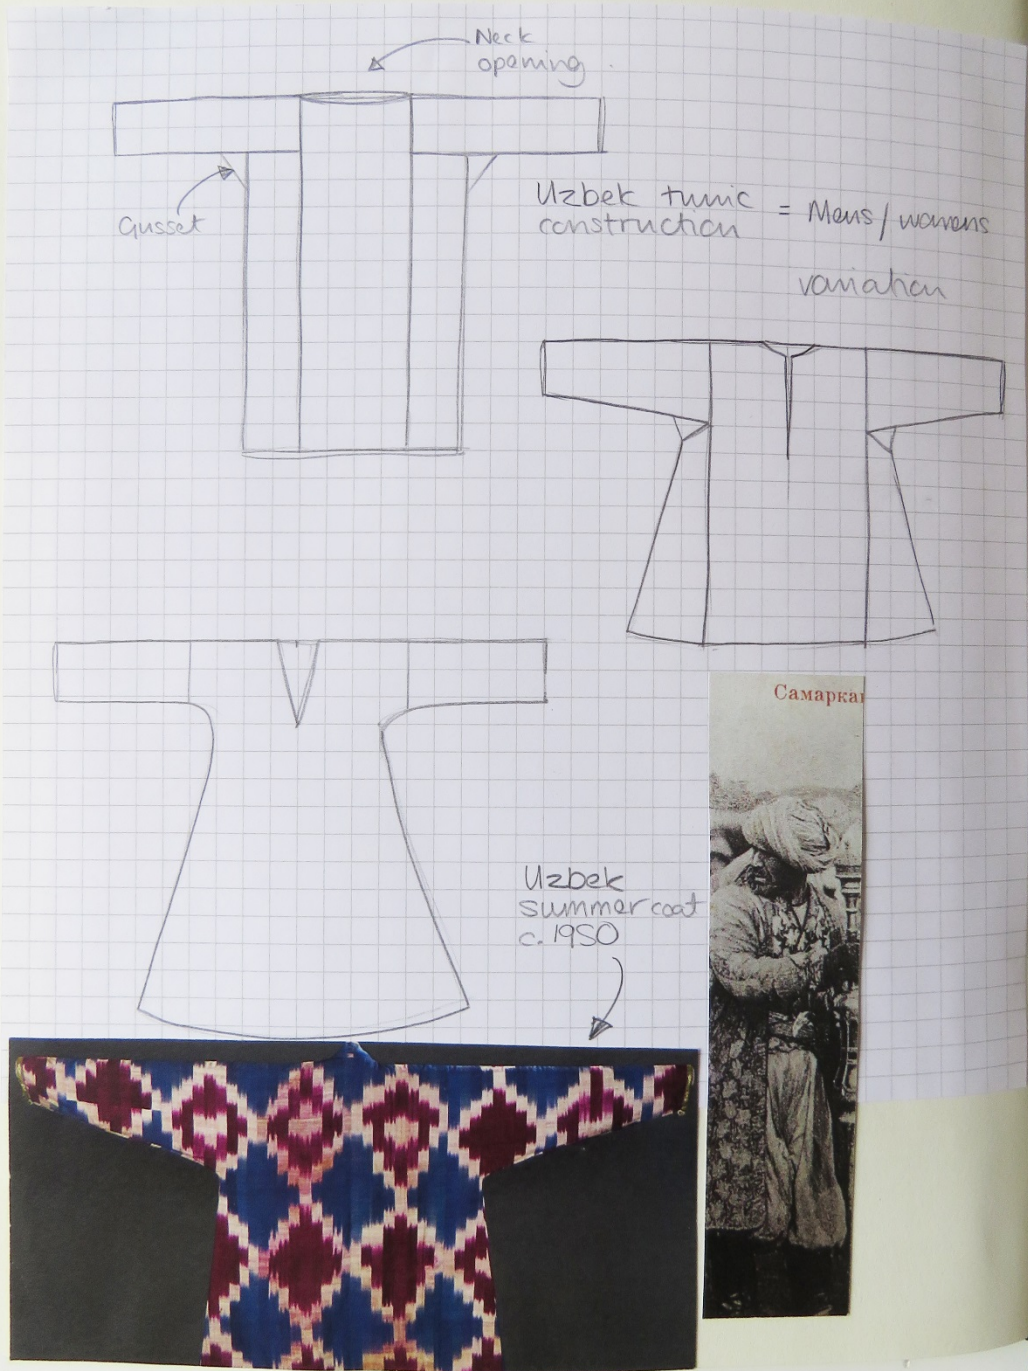 Neck
opening
Gusset
Uzbek tunic
construction
= Mens/womens
variation
Самарка
Uzbek
summer coat
c. 1950